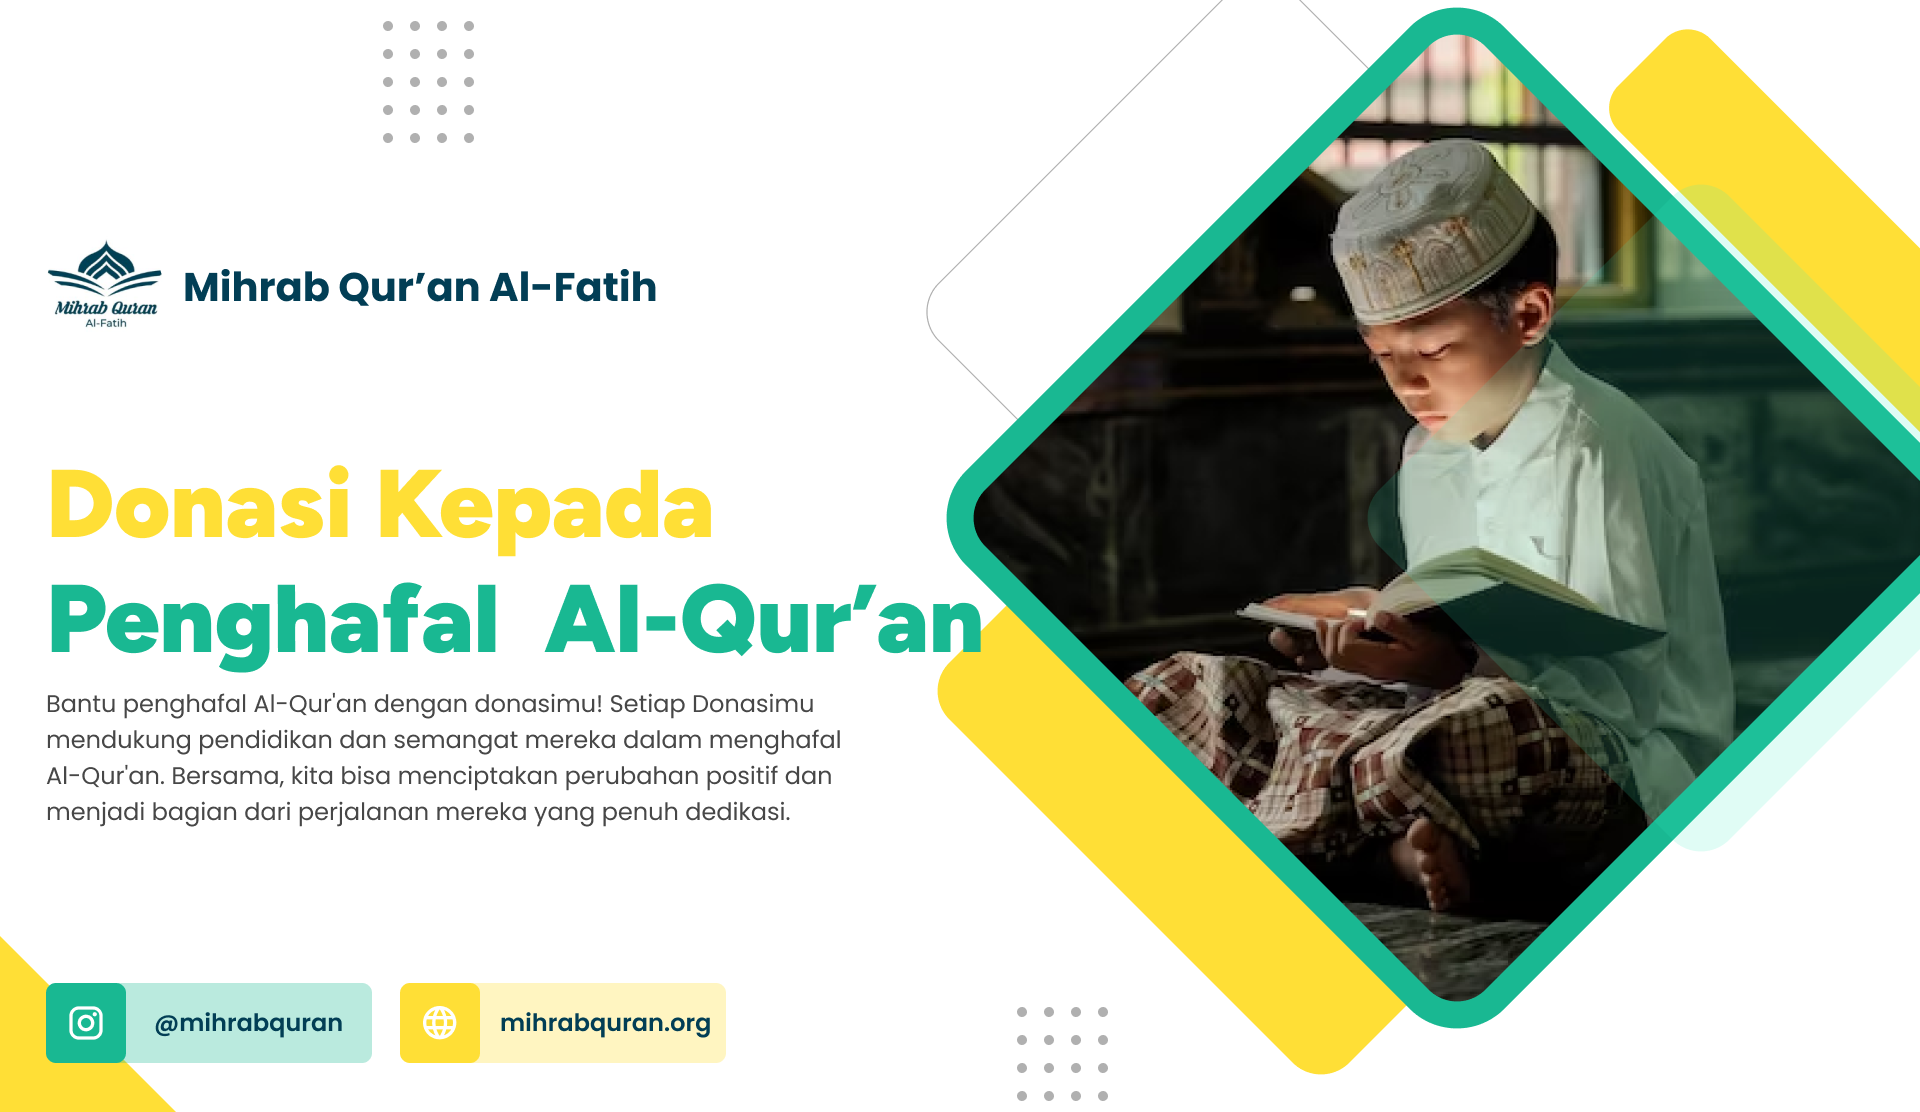 Mihrab Quran
Al-Fatih
Mihrab Qur’an Al-Fatih
Donasi Kepada
Penghafal Al-Qur’an
Bantu penghafal Al-Qur'an dengan donasimu! Setiap Donasimu
mendukung pendidikan dan semangat mereka dalam menghafal
Al-Qur'an. Bersama, kita bisa menciptakan perubahan positif dan
menjadi bagian dari perjalanan mereka yang penuh dedikasi.
@mihrabquran
mihrabquran.org